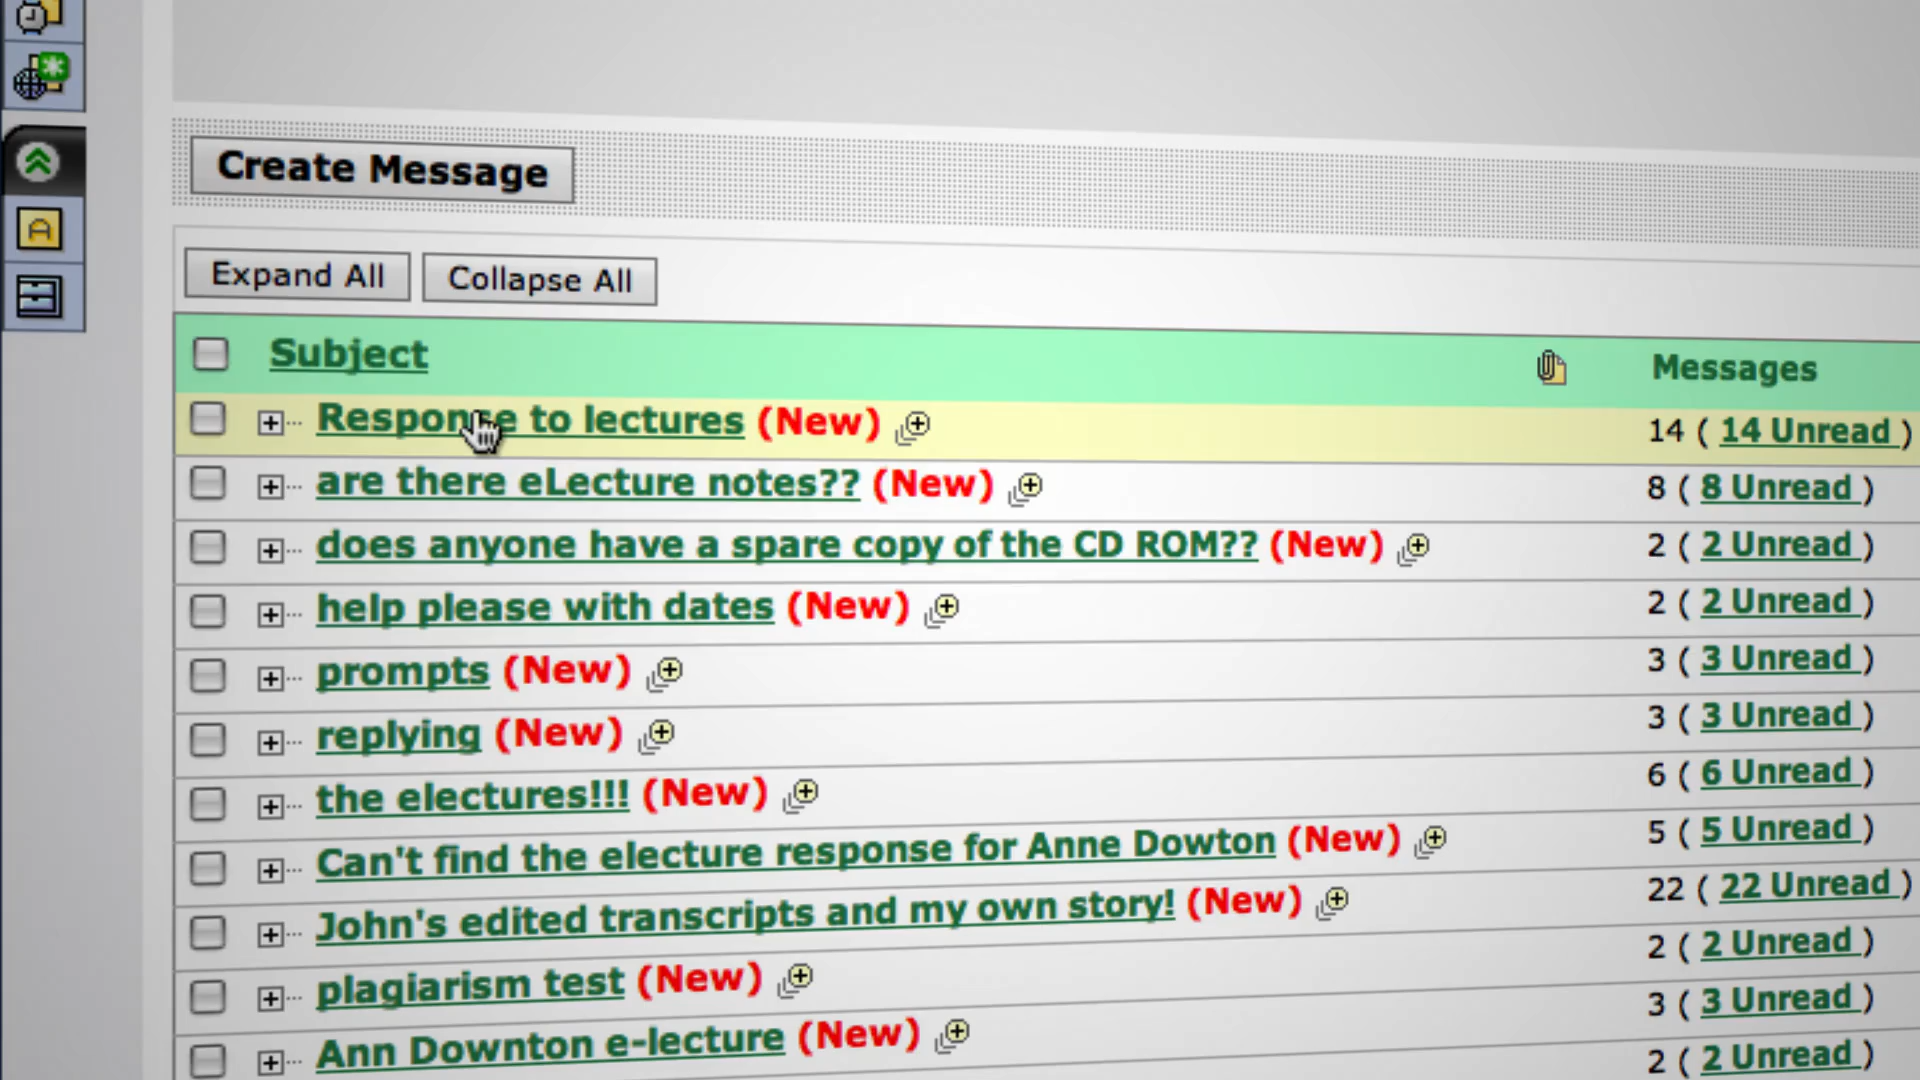 A
Create Message
Expand All Collapse All
Subject Messages
Response to lectures (New) 14 ( 14 Unread )
are there eLecture notes?? (New) 8 ( 8 Unread )
does anyone have a spare copy of the CD ROM?? (New) 2 ( 2 Unread )
help please with dates (New) 2 ( 2 Unread )
prompts (New) 3 ( 3 Unread )
replying (New) 3 ( 3 Unread )
the electures!!! (New) 6 ( 6 Unread )
Can't find the electure response for Anne Dowton (New) 5 ( 5 Unread )
John's edited transcripts and my own story! (New) 22 ( 22 Unread )
plagiarism test (New) 2 ( 2 Unread )
Ann Downton e-lecture (New) 3 ( 3 Unread )
2 ( 2 Unread )